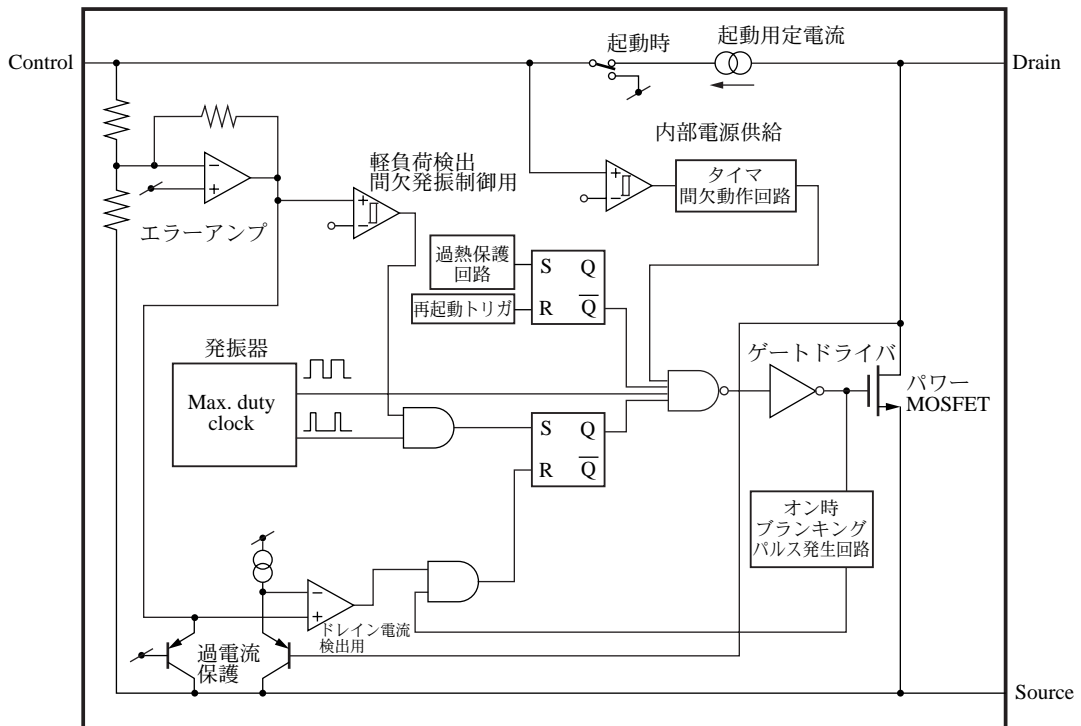 起動時
起動用定電流
Control
Drain
内部電源供給
軽負荷検出
間欠発振制御用
−
+
+
−
+
−
タイマ
間欠動作回路
エラーアンプ
過熱保護
回路
S Q
再起動トリガ
R Q
発振器
ゲートドライバ
Max. duty
clock
パワー
MOSFET
S Q
R Q
オン時
ブランキング
パルス発生回路
−
+
ドレイン電流
検出用
過電流
保護
Source